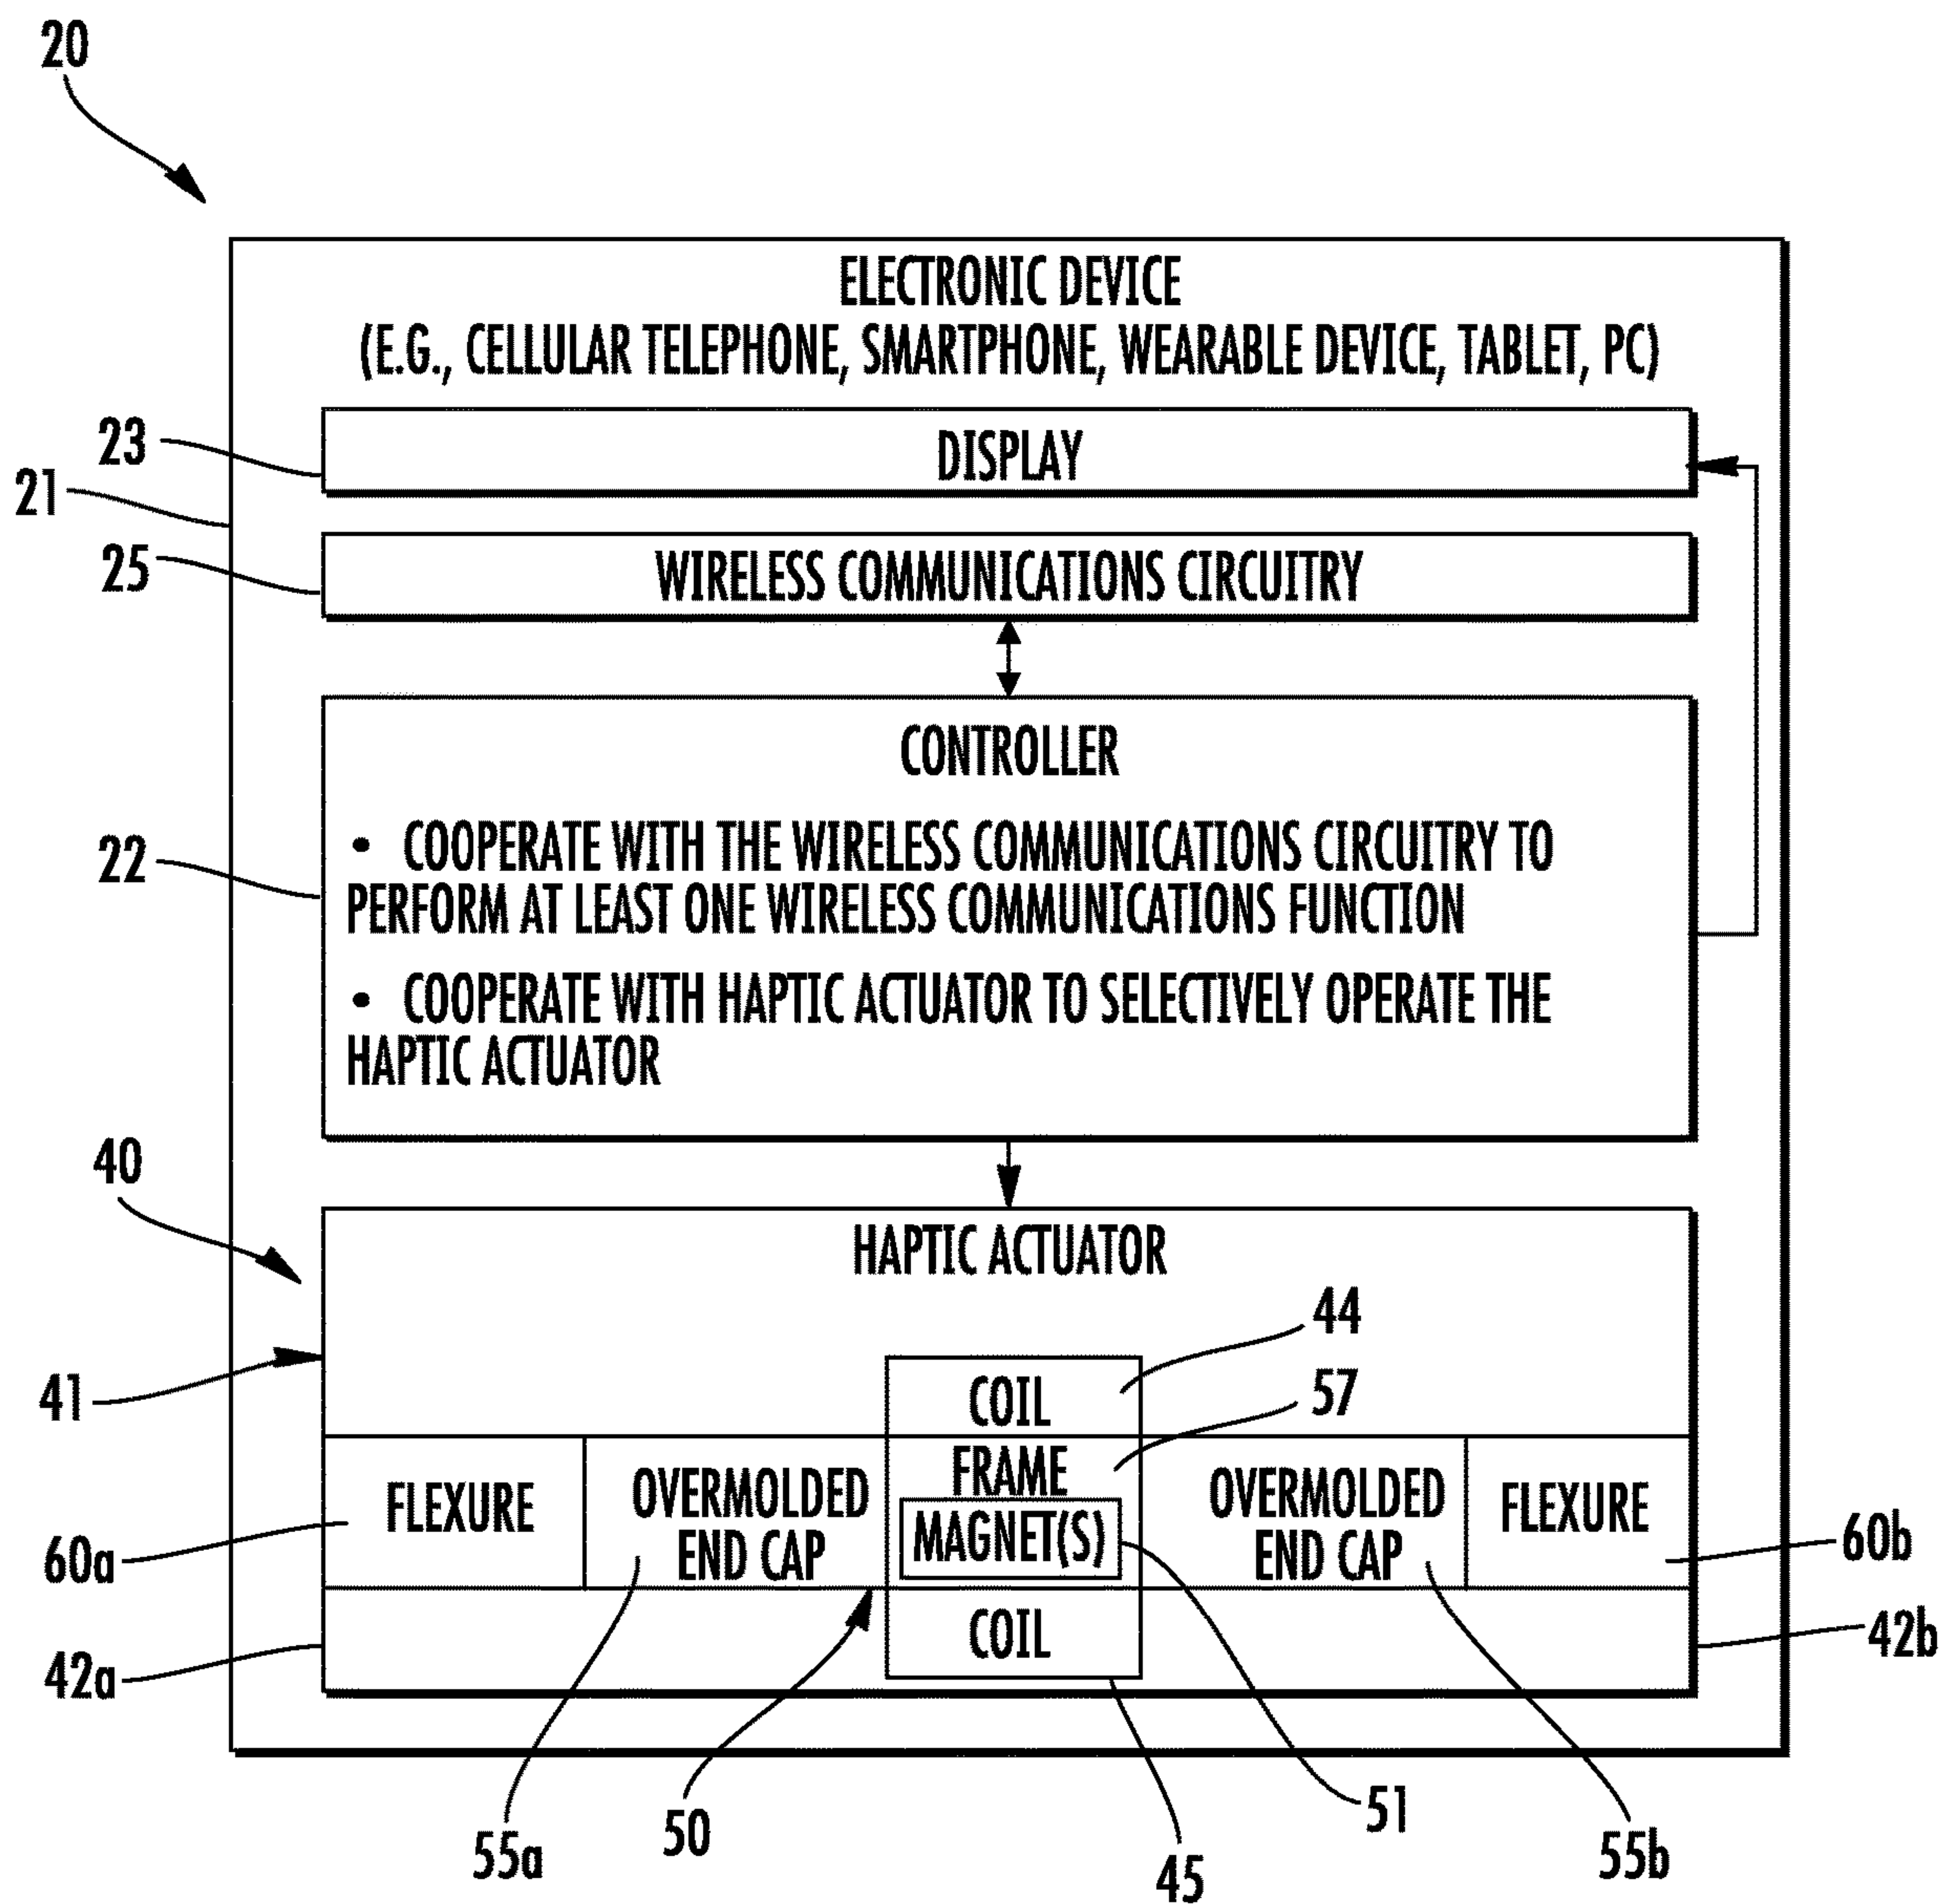 20
ELECTRONIC DEVICE
(E.G., CELLULAR TELEPHONE, SMARTPHONE, WEARABLE DEVICE, TABLET, PC)
23
DISPLAY
21
25
WIRELESS COMMUNICATIONS CIRCUITRY
CONTROLLER
22
• COOPERATE WITH THE WIRELESS COMMUNICATIONS CIRCUITRY TO
PERFORM AT LEAST ONE WIRELESS COMMUNICATIONS FUNCTION
• COOPERATE WITH HAPTIC ACTUATOR TO SELECTIVELY OPERATE THE
HAPTIC ACTUATOR
40
HAPTIC ACTUATOR
44
41
COIL
57
FLEXURE
OVERMOLDED
END CAP
FRAME
MAGNET(S)
OVERMOLDED
END CAP
FLEXURE
60a
60b
42a
COIL
42b
55a
50
45
51
55b